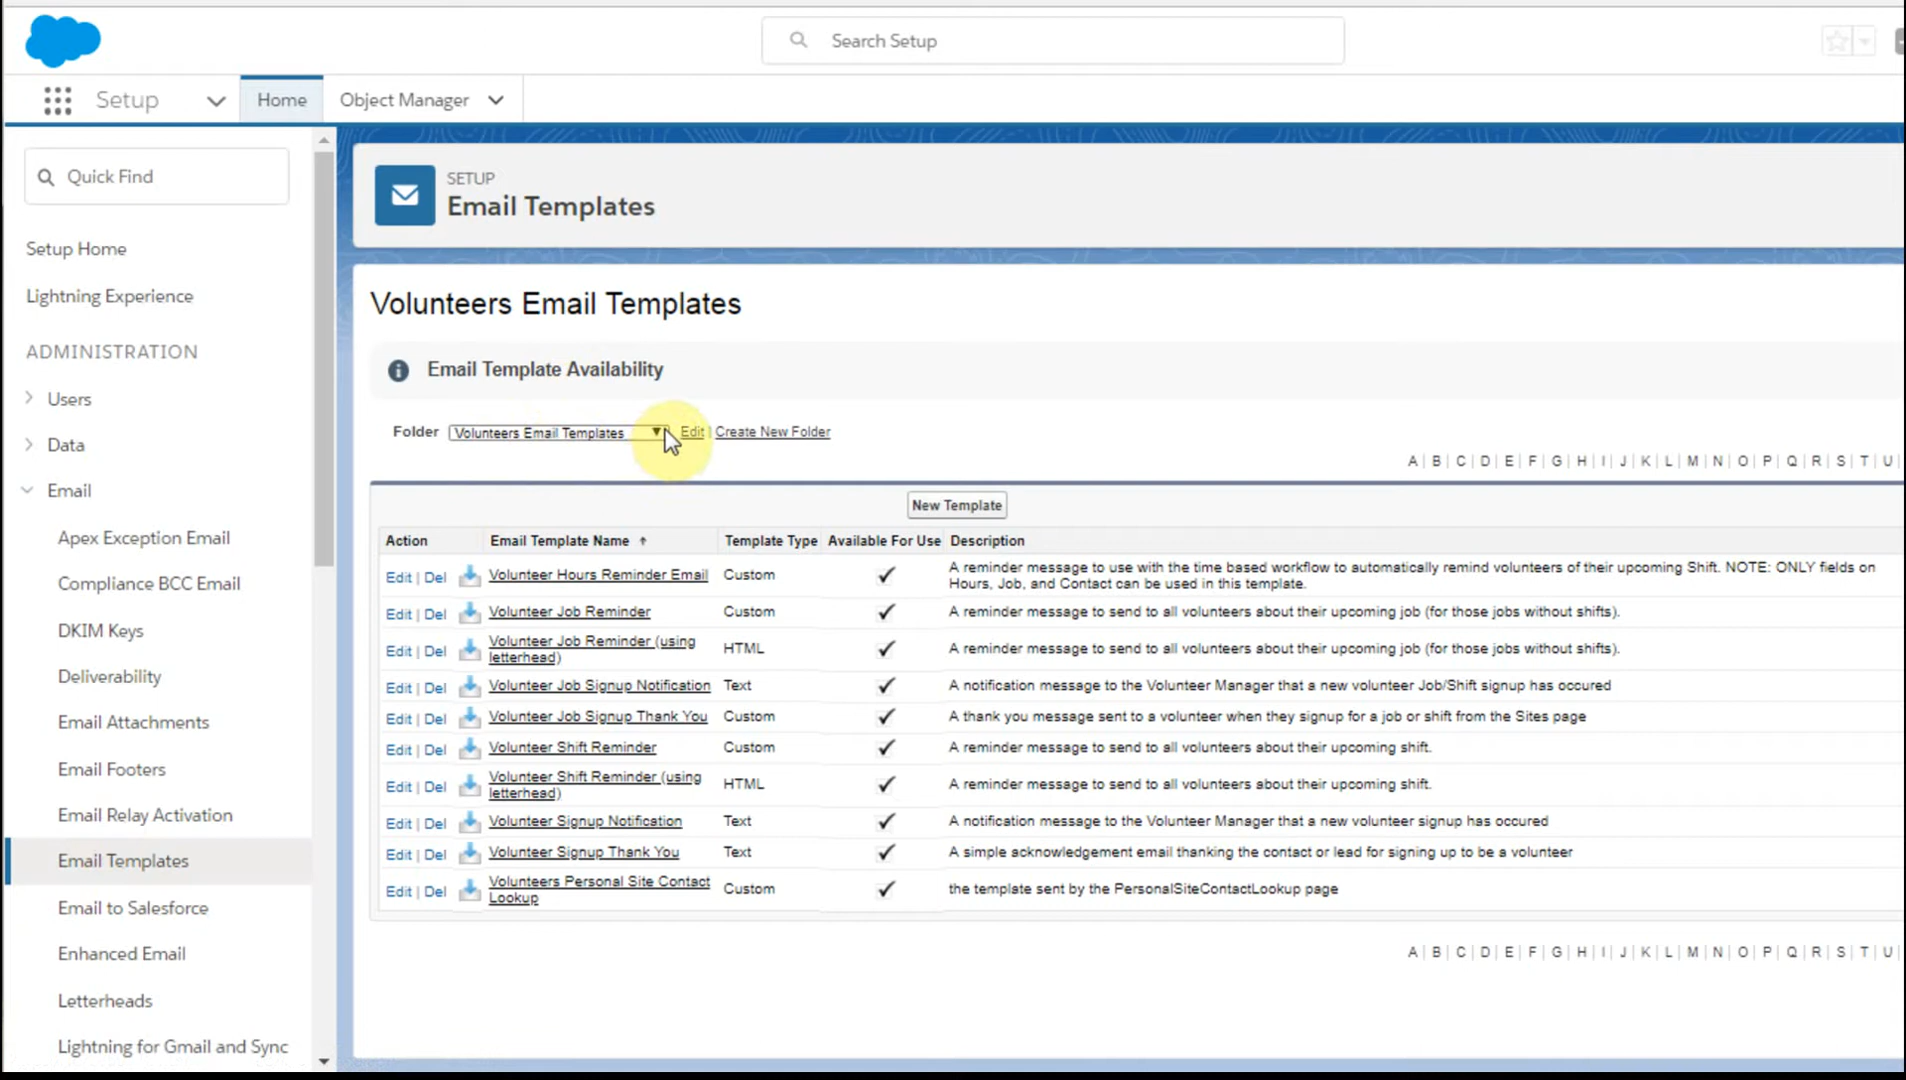 Search Setup
Setup
Home
Object Manager
Quick Find
Setup Home
Lightning Experience
ADMINISTRATION
Users
Data
Email
Apex Exception Email
Compliance BCC Email
DKIM Keys
Deliverability
Email Attachments
Email Footers
Email Relay Activation
Email Templates
Email to Salesforce
Enhanced Email
Letterheads
Lightning for Gmail and Sync
SETUP
Email Templates
Volunteers Email Templates
Email Template Availability
Folder Volunteers Email Templates Edit | Create New Folder
A | B | C | D | E | F | G | H | I | J | K | L | M | N | O | P | Q | R | S | T | U |
New Template
Action Email Template Name Template Type Available For Use Description
Edit | Del Volunteer Hours Reminder Email Custom A reminder message to use with the time based workflow to automatically remind volunteers of their upcoming Shift. NOTE: ONLY fields on
Hours, Job, and Contact can be used in this template.
Edit | Del Volunteer Job Reminder Custom A reminder message to send to all volunteers about their upcoming job (for those jobs without shifts).
Edit | Del Volunteer Job Reminder (using HTML A reminder message to send to all volunteers about their upcoming job (for those jobs without shifts).
letterhead)
Edit | Del Volunteer Job Signup Notification Text A notification message to the Volunteer Manager that a new volunteer Job/Shift signup has occured
Edit | Del Volunteer Job Signup Thank You Custom A thank you message sent to a volunteer when they signup for a job or shift from the Sites page
Edit | Del Volunteer Shift Reminder Custom A reminder message to send to all volunteers about their upcoming shift.
Edit | Del Volunteer Shift Reminder (using HTML A reminder message to send to all volunteers about their upcoming shift.
letterhead)
Edit | Del Volunteer Signup Notification Text A notification message to the Volunteer Manager that a new volunteer signup has occured
Edit | Del Volunteer Signup Thank You Text A simple acknowledgement email thanking the contact or lead for signing up to be a volunteer
Edit | Del Volunteers Personal Site Contact Custom the template sent by the PersonalSiteContactLookup page
Lookup
A | B | C | D | E | F | G | H | I | J | K | L | M | N | O | P | Q | R | S | T | U |